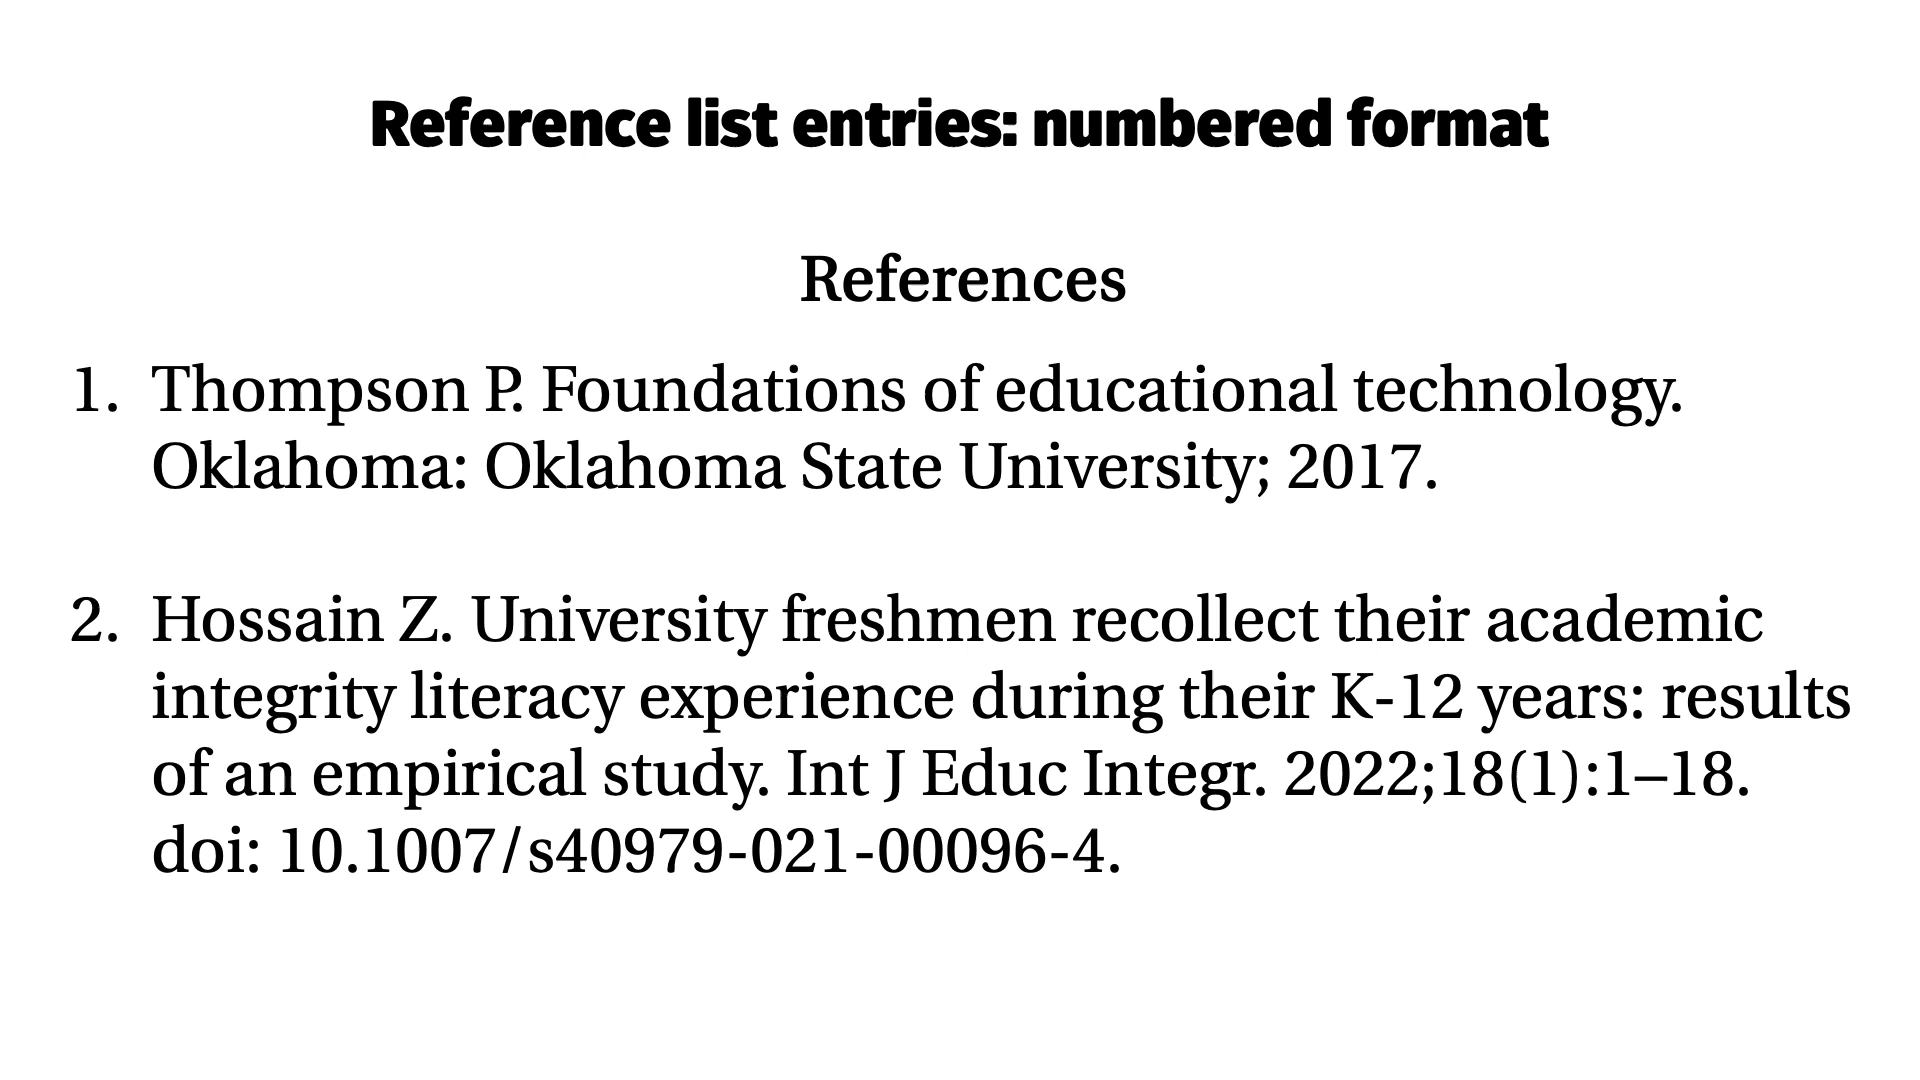 Reference list entries: numbered format
References
1. Thompson P. Foundations of educational technology.
Oklahoma: Oklahoma State University; 2017.
2. Hossain Z. University freshmen recollect their academic
integrity literacy experience during their K-12 years: results
of an empirical study. Int J Educ Integr. 2022;18(1):1–18.
doi: 10.1007/s40979-021-00096-4.